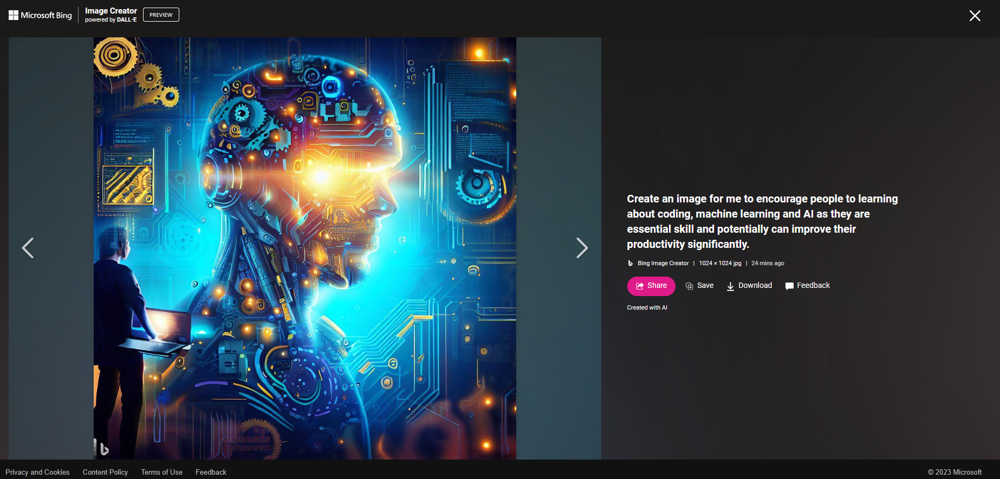 Microsoft Bing
Image Creator
powered by DALL·E
PREVIEW
Create an image for me to encourage people to learning
about coding, machine learning and AI as they are
essential skill and potentially can improve their
productivity significantly.
Bing Image Creator | 1024 × 1024 jpg | 24 mins ago
Share Save Download Feedback
Created with AI
Privacy and Cookies Content Policy Terms of Use Feedback © 2023 Microsoft